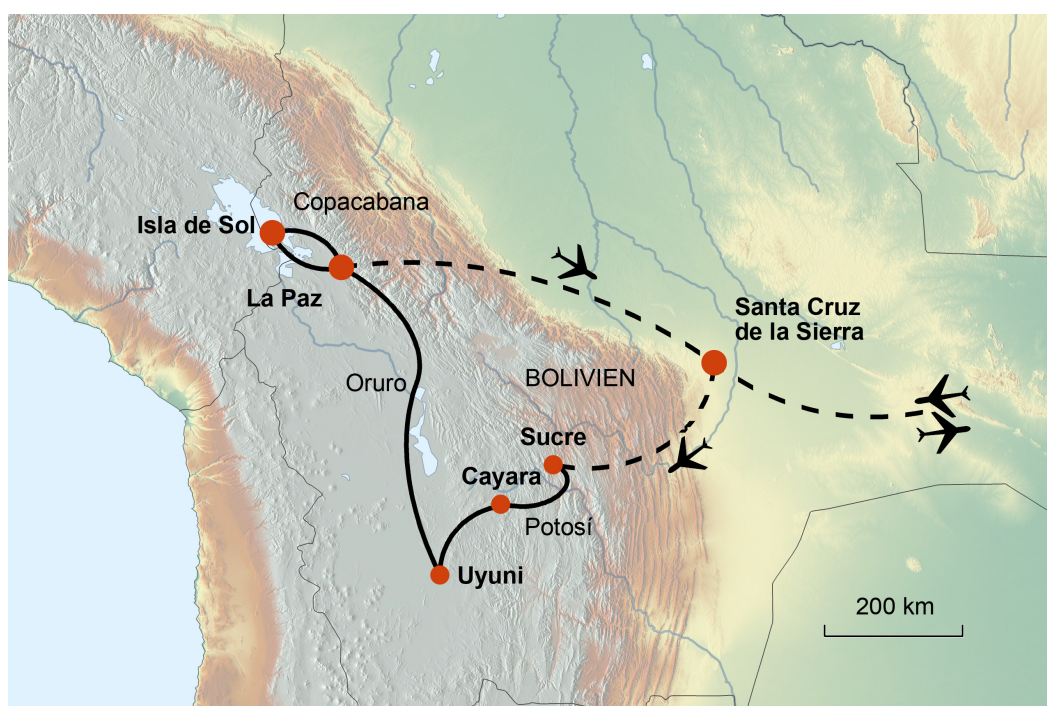 Copacabana
Isla de Sol
La Paz
Santa Cruz
de la Sierra
Oruro
BOLIVIEN
Sucre
Cayara
Potosí
Uyuni
200 km